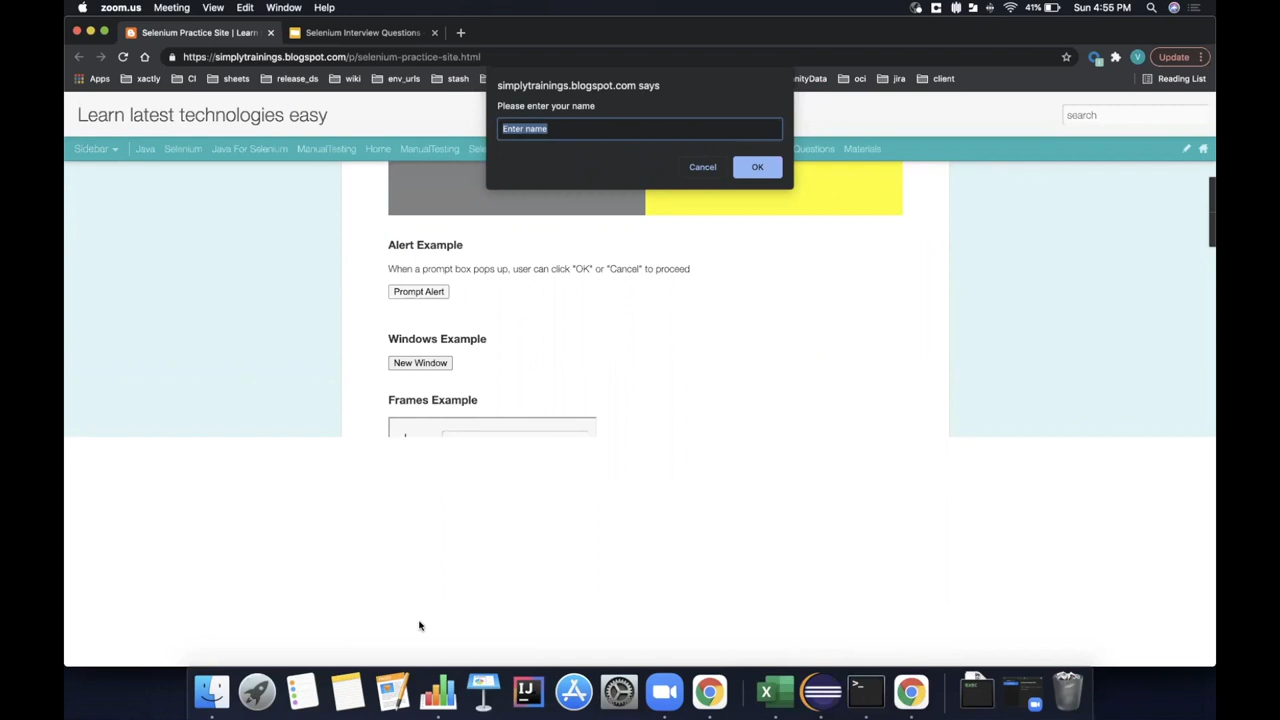 zoom.us Meeting View Edit Window Help 41% Sun 4:55 PM
Selenium Practice Site | Learn Selenium Interview Questions
https://simplytrainings.blogspot.com/p/selenium-practice-site.html Update
Apps xactly CI sheets release_ds wiki env_urls stash nityData oci jira client Reading List
simplytrainings.blogspot.com says
Please enter your name
Enter name
Cancel OK
Learn latest technologies easy search
Sidebar Java Selenium Java For Selenium ManualTesting Home ManualTesting Sele Questions Materials
Alert Example
When a prompt box pops up, user can click "OK" or "Cancel" to proceed
Prompt Alert
Windows Example
New Window
Frames Example